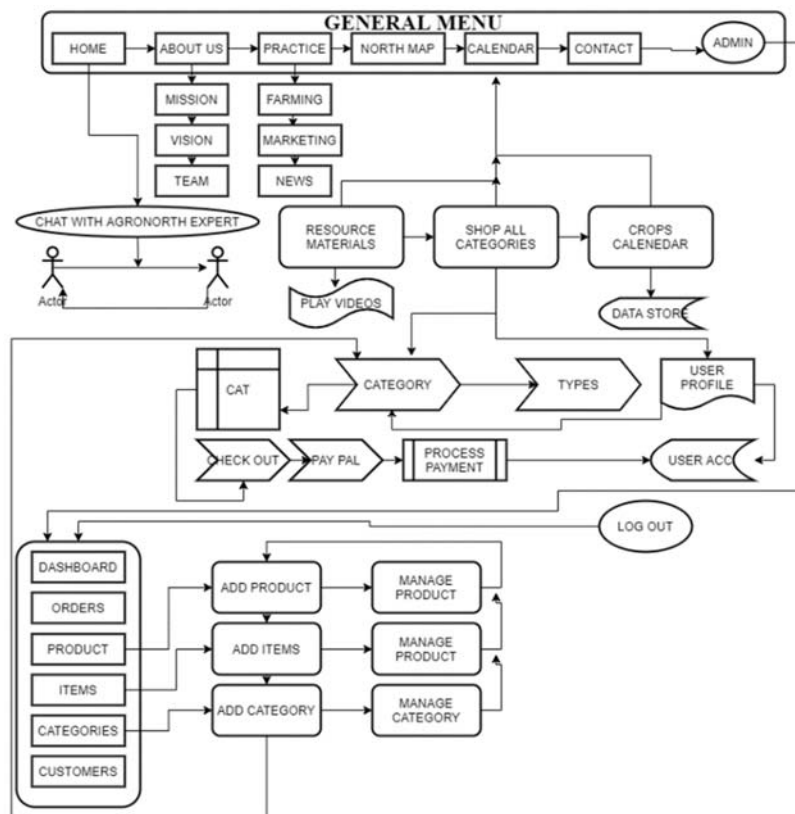 GENERAL MENU
HOME
ABOUT US
PRACTICE
NORTH MAP
CALENDAR
CONTACT
ADMIN
MISSION
FARMING
VISION
MARKETING
TEAM
NEWS
CHAT WITH AGRONORTH EXPERT
RESOURCE
MATERIALS
SHOP ALL
CATEGORIES
CROPS
CALENEDAR
Actor
Actor
PLAY VIDEOS
DATA STORE
CAT
CATEGORY
TYPES
USER
PROFILE
CHECK OUT
PAY PAL
PROCESS
PAYMENT
USER ACC
LOG OUT
DASHBOARD
ORDERS
PRODUCT
ITEMS
CATEGORIES
CUSTOMERS
ADD PRODUCT
MANAGE
PRODUCT
ADD ITEMS
MANAGE
PRODUCT
ADD CATEGORY
MANAGE
CATEGORY